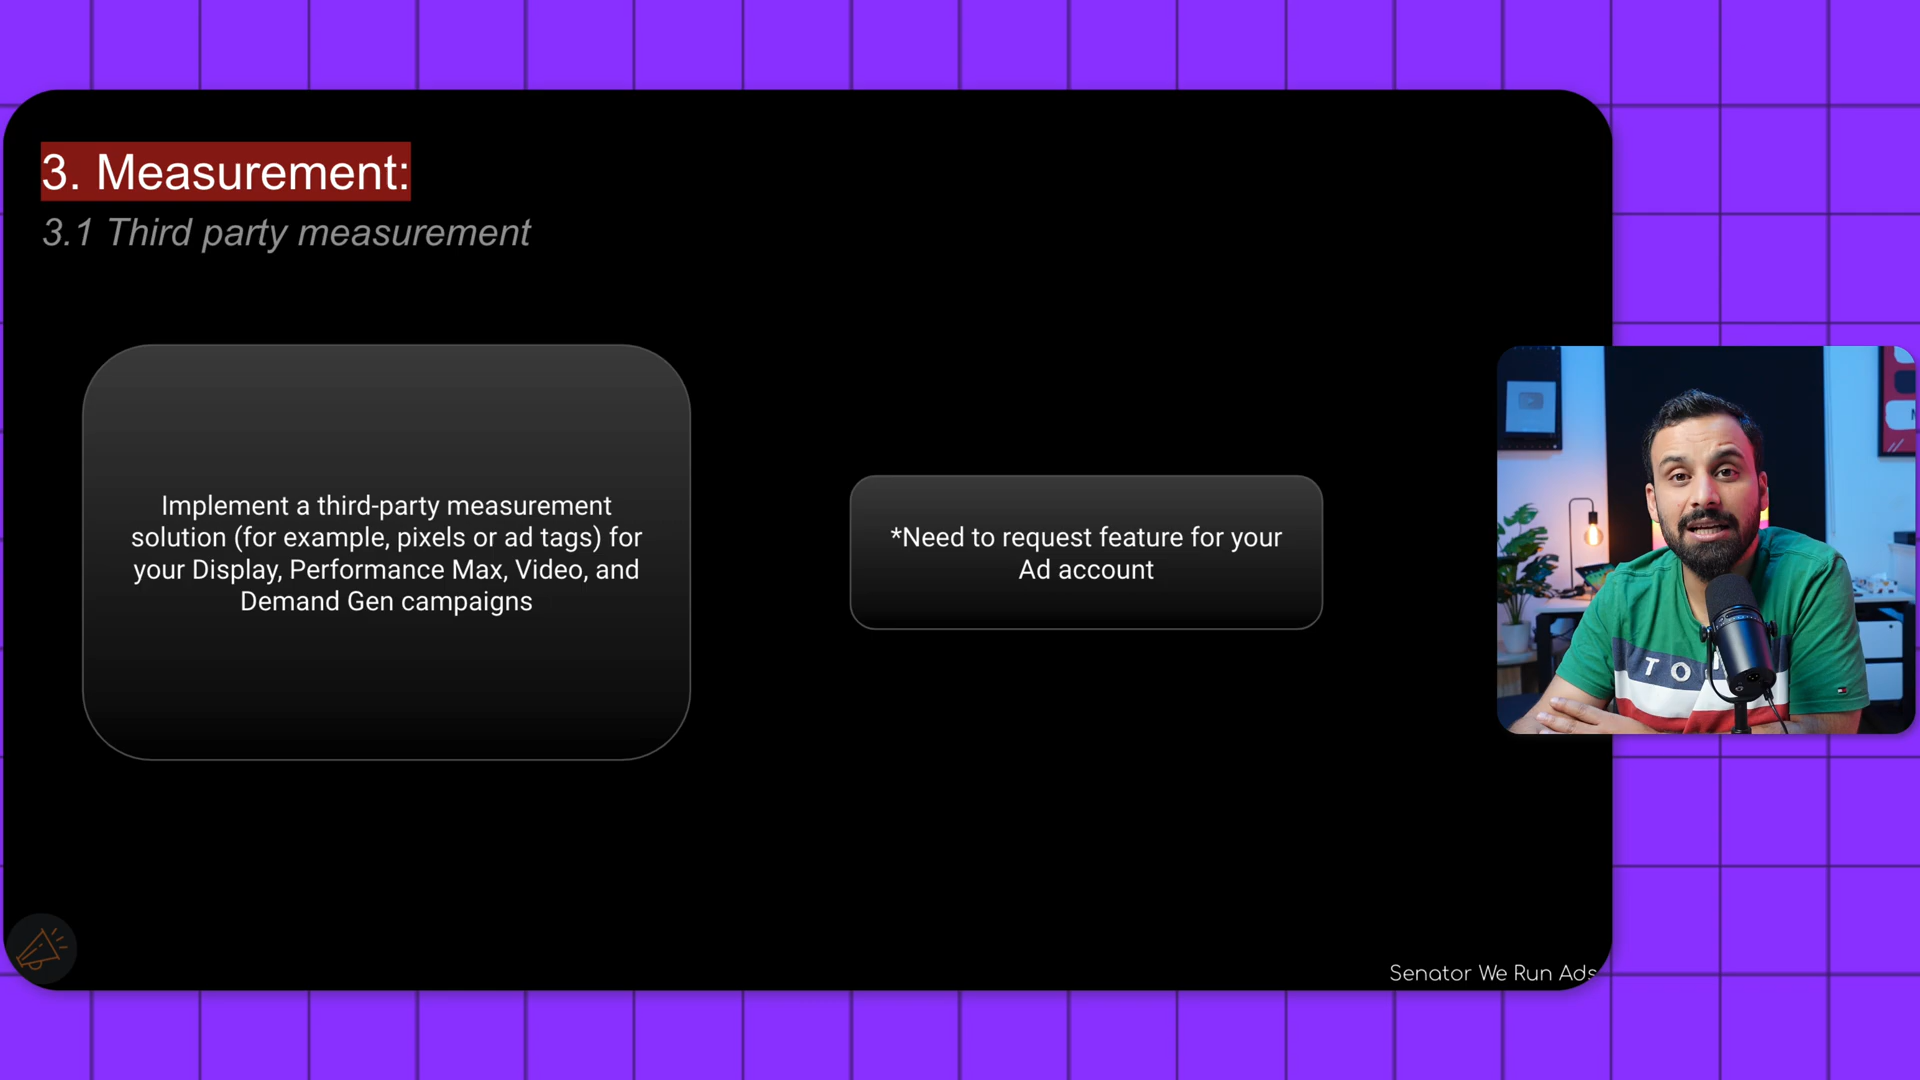 3. Measurement:
3.1 Third party measurement
Implement a third-party measurement
solution (for example, pixels or ad tags) for
your Display, Performance Max, Video, and
Demand Gen campaigns
*Need to request feature for your
Ad account
TO
Senator We Run Ads